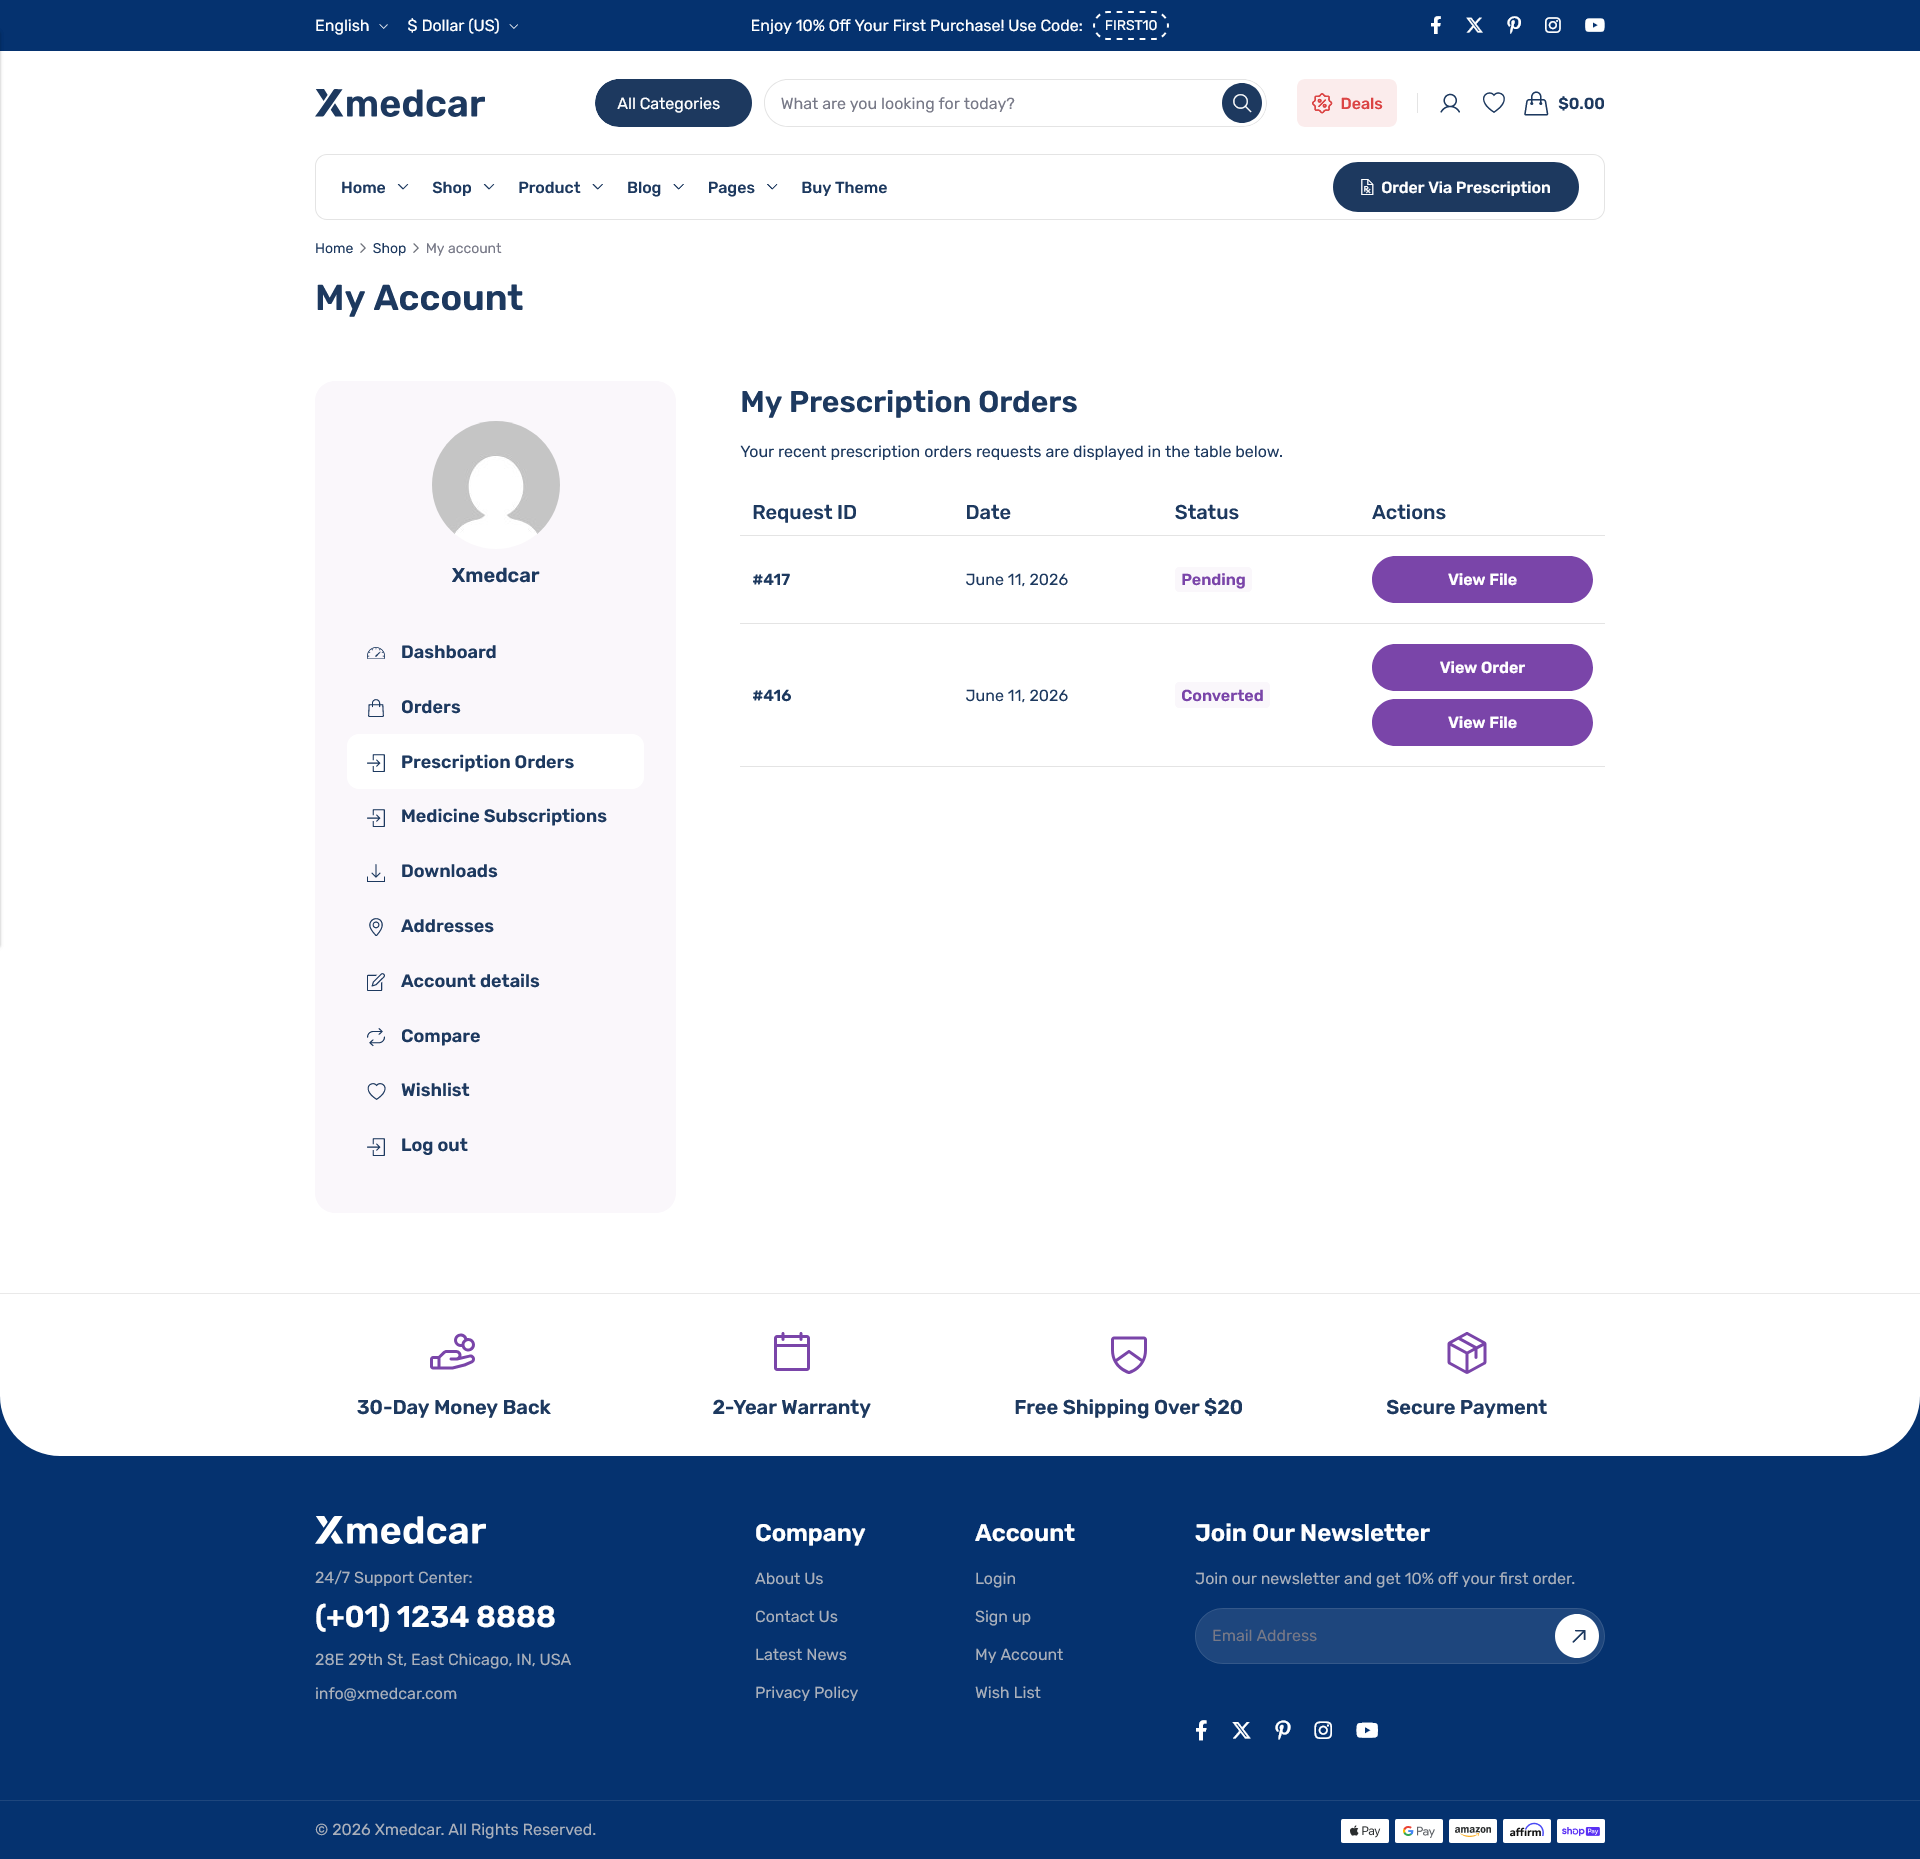 English $ Dollar (US) Enjoy 10% Off Your First Purchase! Use Code: FIRST10
Xmedcar All Categories What are you looking for today? Deals $0.00
Home Shop Product Blog Pages Buy Theme Order Via Prescription
Home Shop My account
My Account
Xmedcar
Dashboard
Orders
Prescription Orders
Medicine Subscriptions
Downloads
Addresses
Account details
Compare
Wishlist
Log out
My Prescription Orders
Your recent prescription orders requests are displayed in the table below.
Request ID Date Status Actions
#417 June 11, 2026 Pending View File
#416 June 11, 2026 Converted View Order
View File
30-Day Money Back 2-Year Warranty Free Shipping Over $20 Secure Payment
Xmedcar
24/7 Support Center:
(+01) 1234 8888
28E 29th St, East Chicago, IN, USA
info@xmedcar.com
Company
About Us
Contact Us
Latest News
Privacy Policy
Account
Login
Sign up
My Account
Wish List
Join Our Newsletter
Join our newsletter and get 10% off your first order.
Email Address
© 2026 Xmedcar. All Rights Reserved. Pay G Pay amazon affirm shop Pay